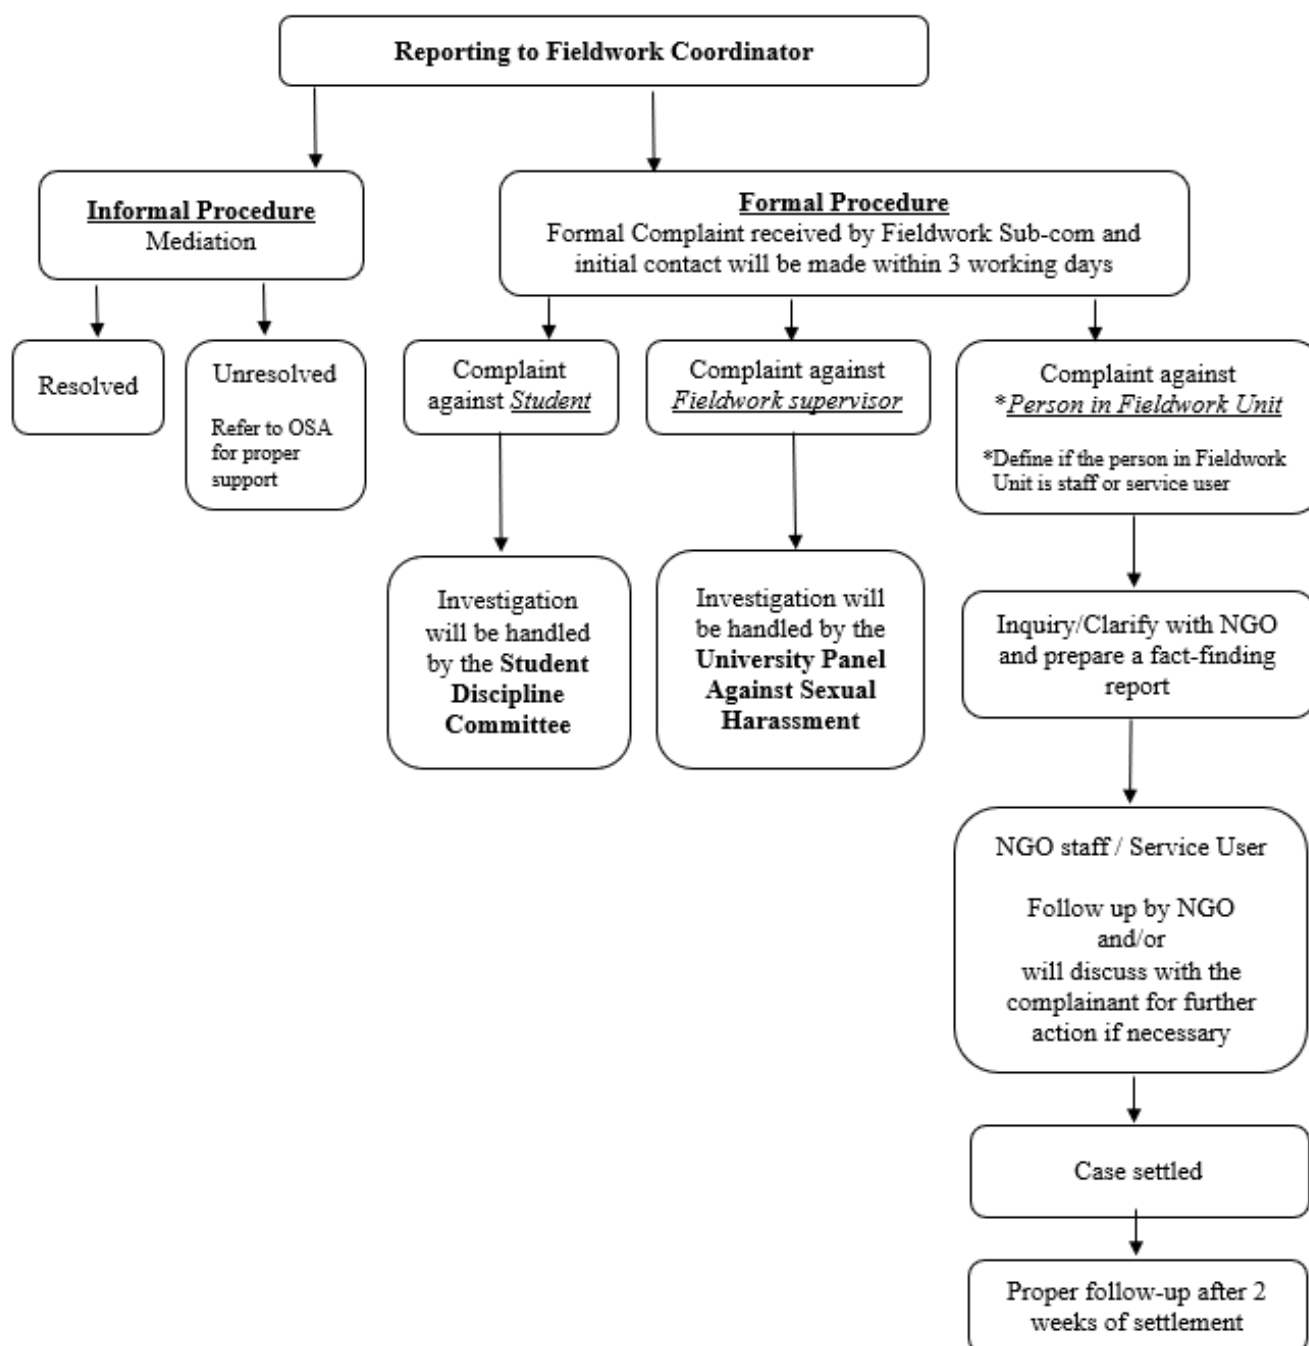 Reporting to Fieldwork Coordinator
Informal Procedure
Mediation
Formal Procedure
Formal Complaint received by Fieldwork Sub-com and
initial contact will be made within 3 working days
Resolved
Unresolved
Refer to OSA
for proper
support
Complaint
against Student
Complaint against
Fieldwork supervisor
Complaint against
*Person in Fieldwork Unit
*Define if the person in Fieldwork
Unit is staff or service user
Investigation
will be handled
by the Student
Discipline
Committee
Investigation will
be handled by the
University Panel
Against Sexual
Harassment
Inquiry/Clarify with NGO
and prepare a fact-finding
report
NGO staff / Service User
Follow up by NGO
and/or
will discuss with the
complainant for further
action if necessary
Case settled
Proper follow-up after 2
weeks of settlement